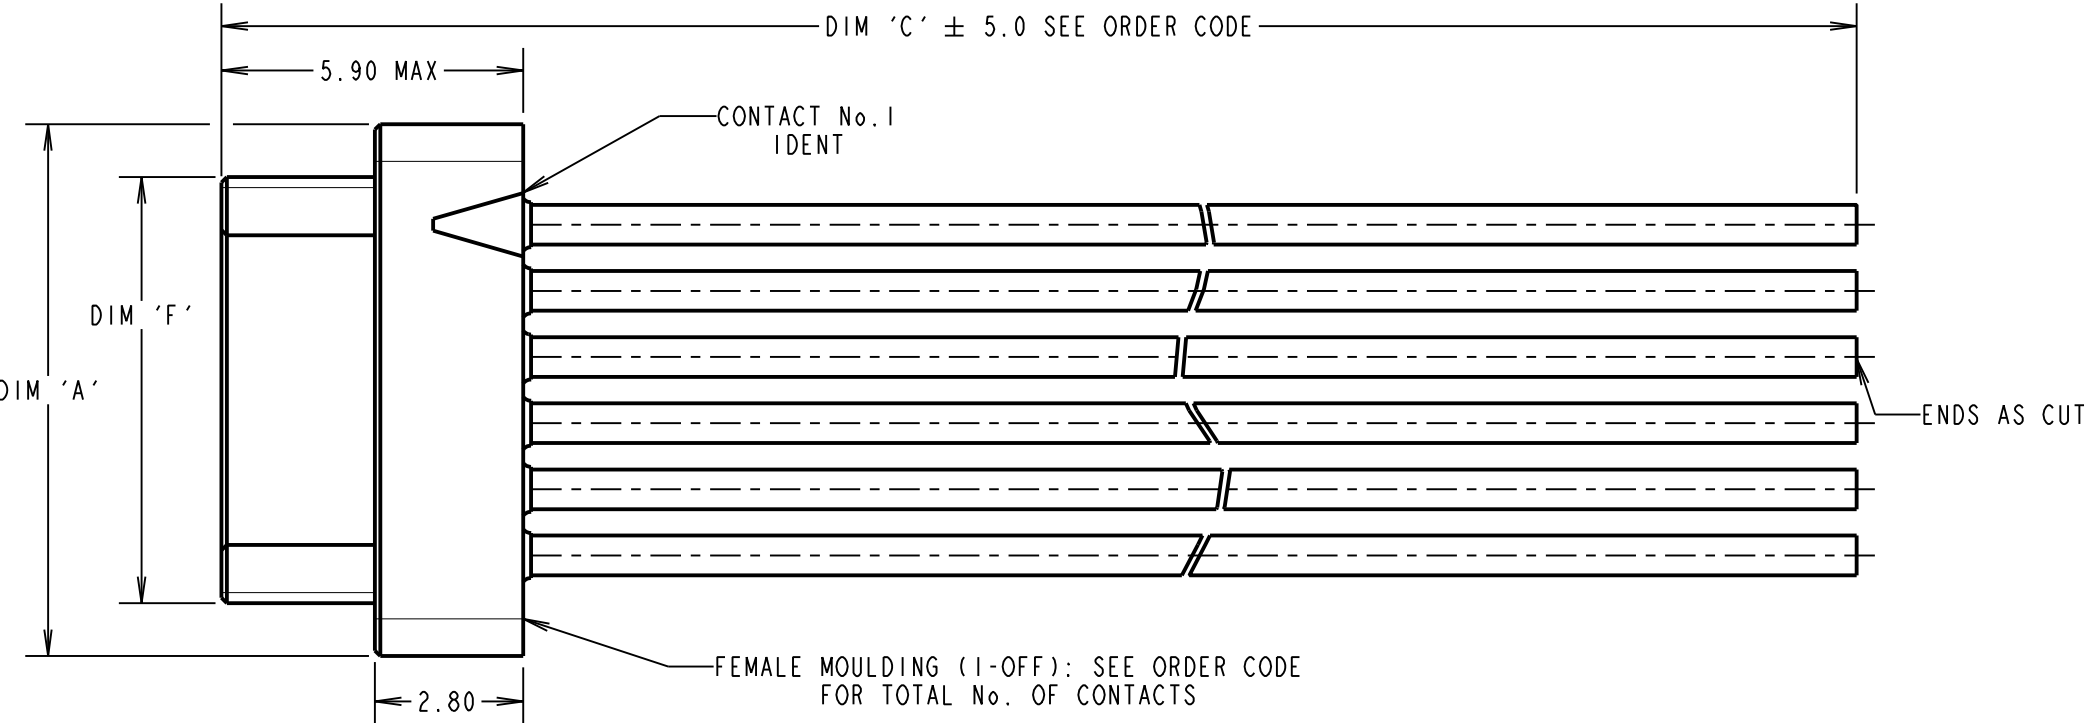 DIM 'C' ± 5.0 SEE ORDER CODE
5.90 MAX
CONTACT No.1
IDENT
DIM 'F'
DIM 'A'
ENDS AS CUT
FEMALE MOULDING (1-OFF): SEE ORDER CODE
FOR TOTAL No. OF CONTACTS
2.80